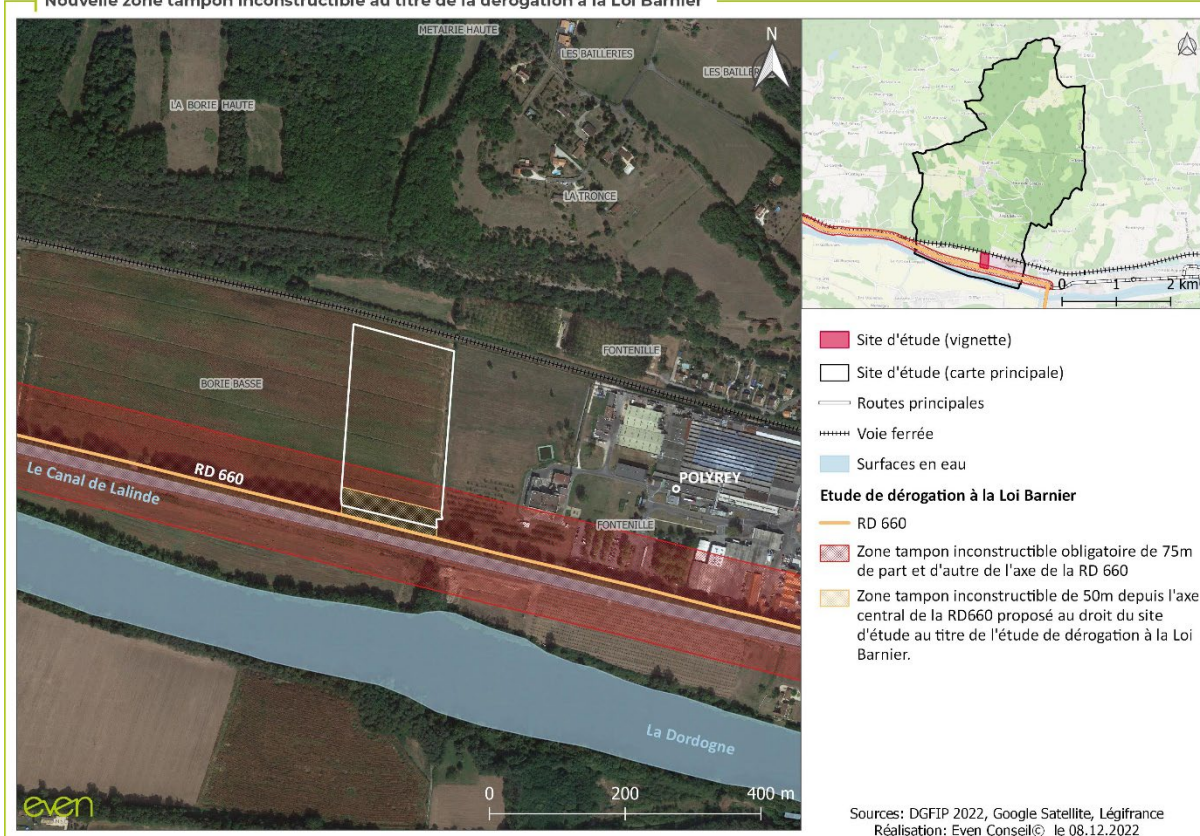 Nouvelle zone tampon inconstructible au titre de la dérogation à la Loi Barnier
METAIRIE HAUTE
LES BAILLERIES
LES BAILLE
N
LA BORIE HAUTE
LA TRONCE
FONTENILLE
BORIE BASSE
RD 660
POLYREY
Le Canal de Lalinde
FONTENILLE
La Dordogne
0 200 400 m
even
0 1 2 km
Site d'étude (vignette)
Site d'étude (carte principale)
Routes principales
Voie ferrée
Surfaces en eau
Etude de dérogation à la Loi Barnier
RD 660
Zone tampon inconstructible obligatoire de 75m
de part et d'autre de l'axe de la RD 660
Zone tampon inconstructible de 50m depuis l'axe
central de la RD660 proposé au droit du site
d'étude au titre de l'étude de dérogation à la Loi
Barnier.
Sources: DGFIP 2022, Google Satellite, Légifrance
Réalisation: Even Conseil© le 08.12.2022